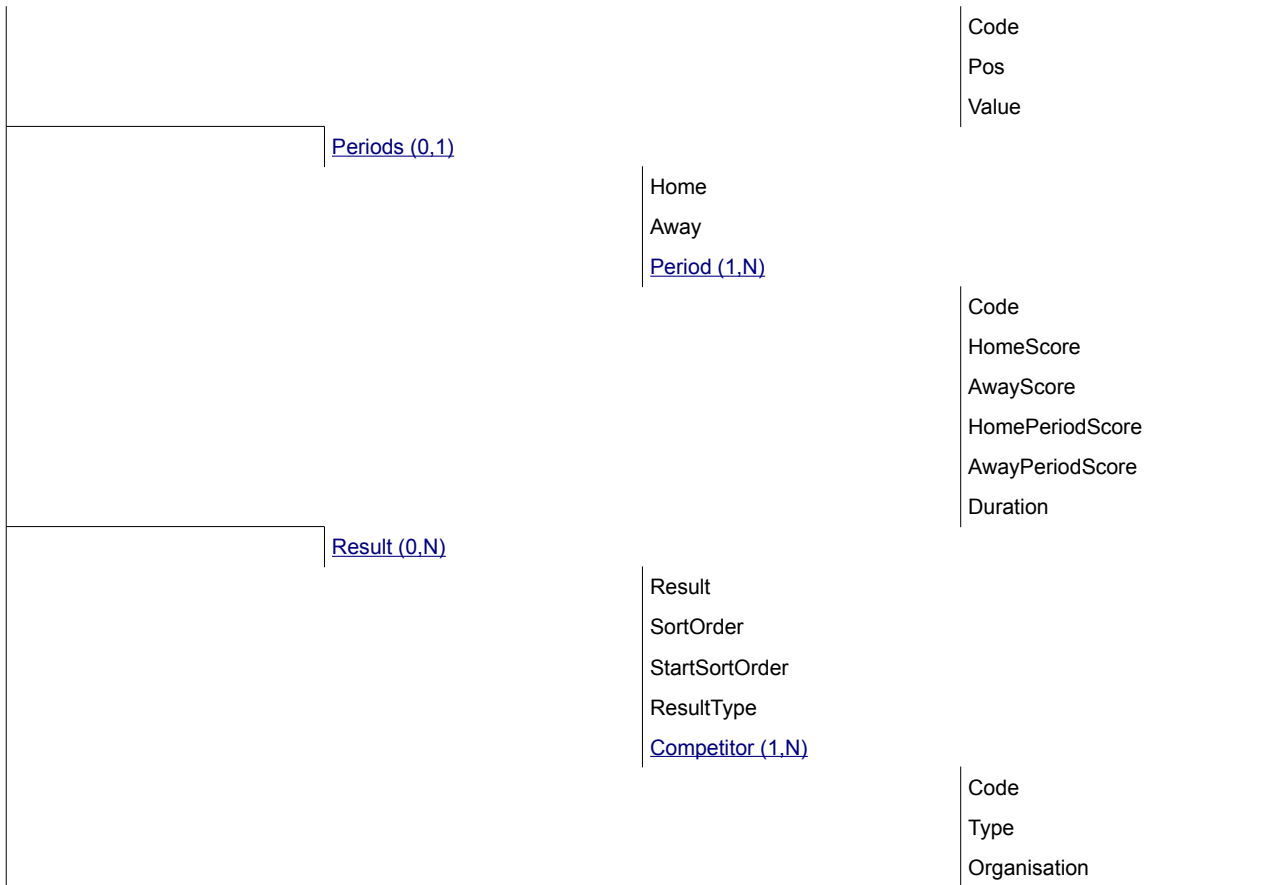 Code
Pos
Value
Periods (0,1)
Home
Away
Period (1,N)
Code
HomeScore
AwayScore
HomePeriodScore
AwayPeriodScore
Duration
Result (0,N)
Result
SortOrder
StartSortOrder
ResultType
Competitor (1,N)
Code
Type
Organisation